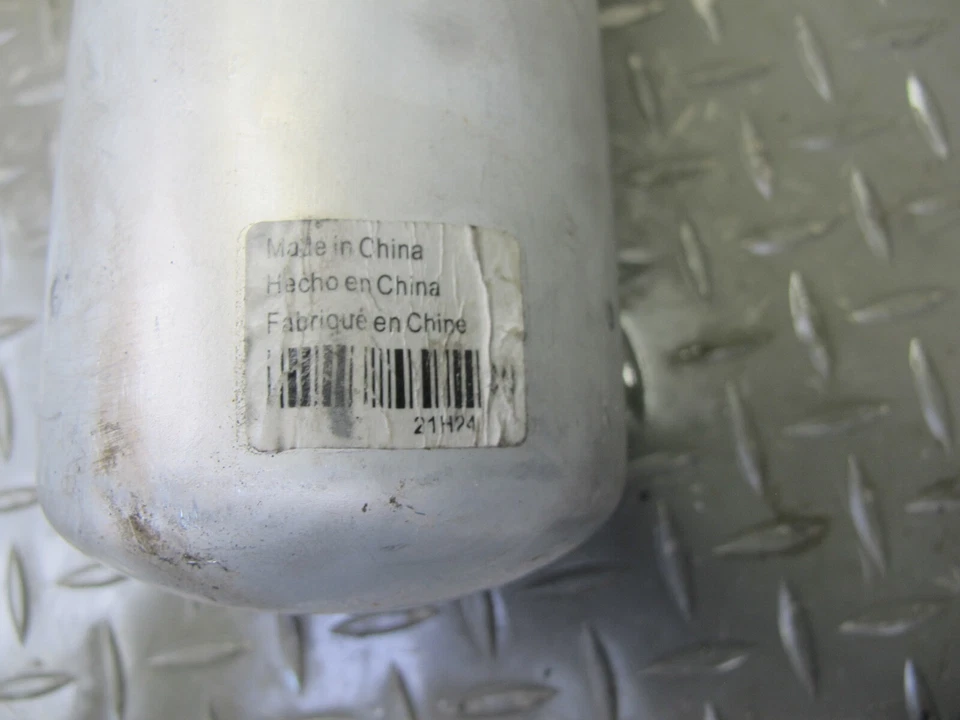 Made in China
Hecho en China
Fabriqué en Chine
21H24